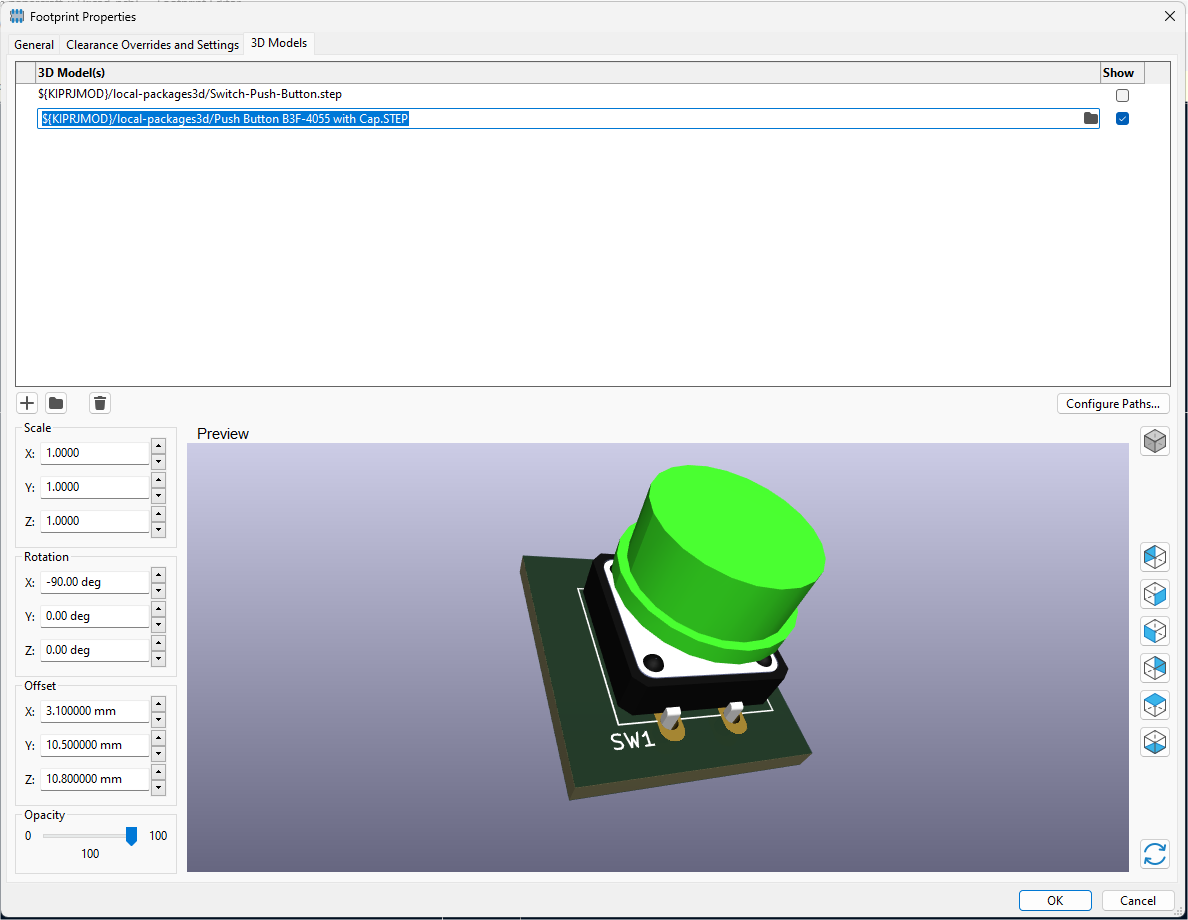 Footprint Properties
General Clearance Overrides and Settings 3D Models
3D Model(s) Show
${KIPRJMOD}/local-packages3d/Switch-Push-Button.step
${KIPRJMOD}/local-packages3d/Push Button B3F-4055 with Cap.STEP
Configure Paths...
Scale
X: 1.0000
Y: 1.0000
Z: 1.0000
Rotation
X: -90.00 deg
Y: 0.00 deg
Z: 0.00 deg
Offset
X: 3.100000 mm
Y: 10.500000 mm
Z: 10.800000 mm
Opacity
0 100
100
Preview
SW1
OK Cancel